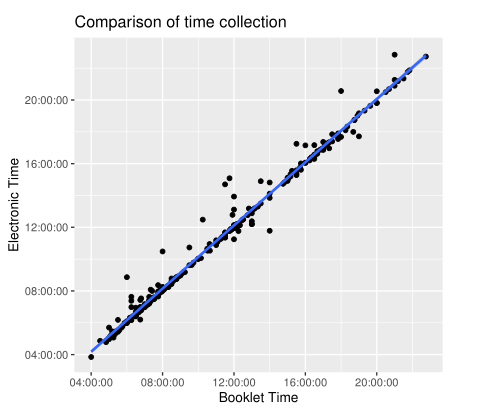 Comparison of time collection
20:00:00
16:00:00
12:00:00
08:00:00
04:00:00
Electronic Time
04:00:00 08:00:00 12:00:00 16:00:00 20:00:00
Booklet Time